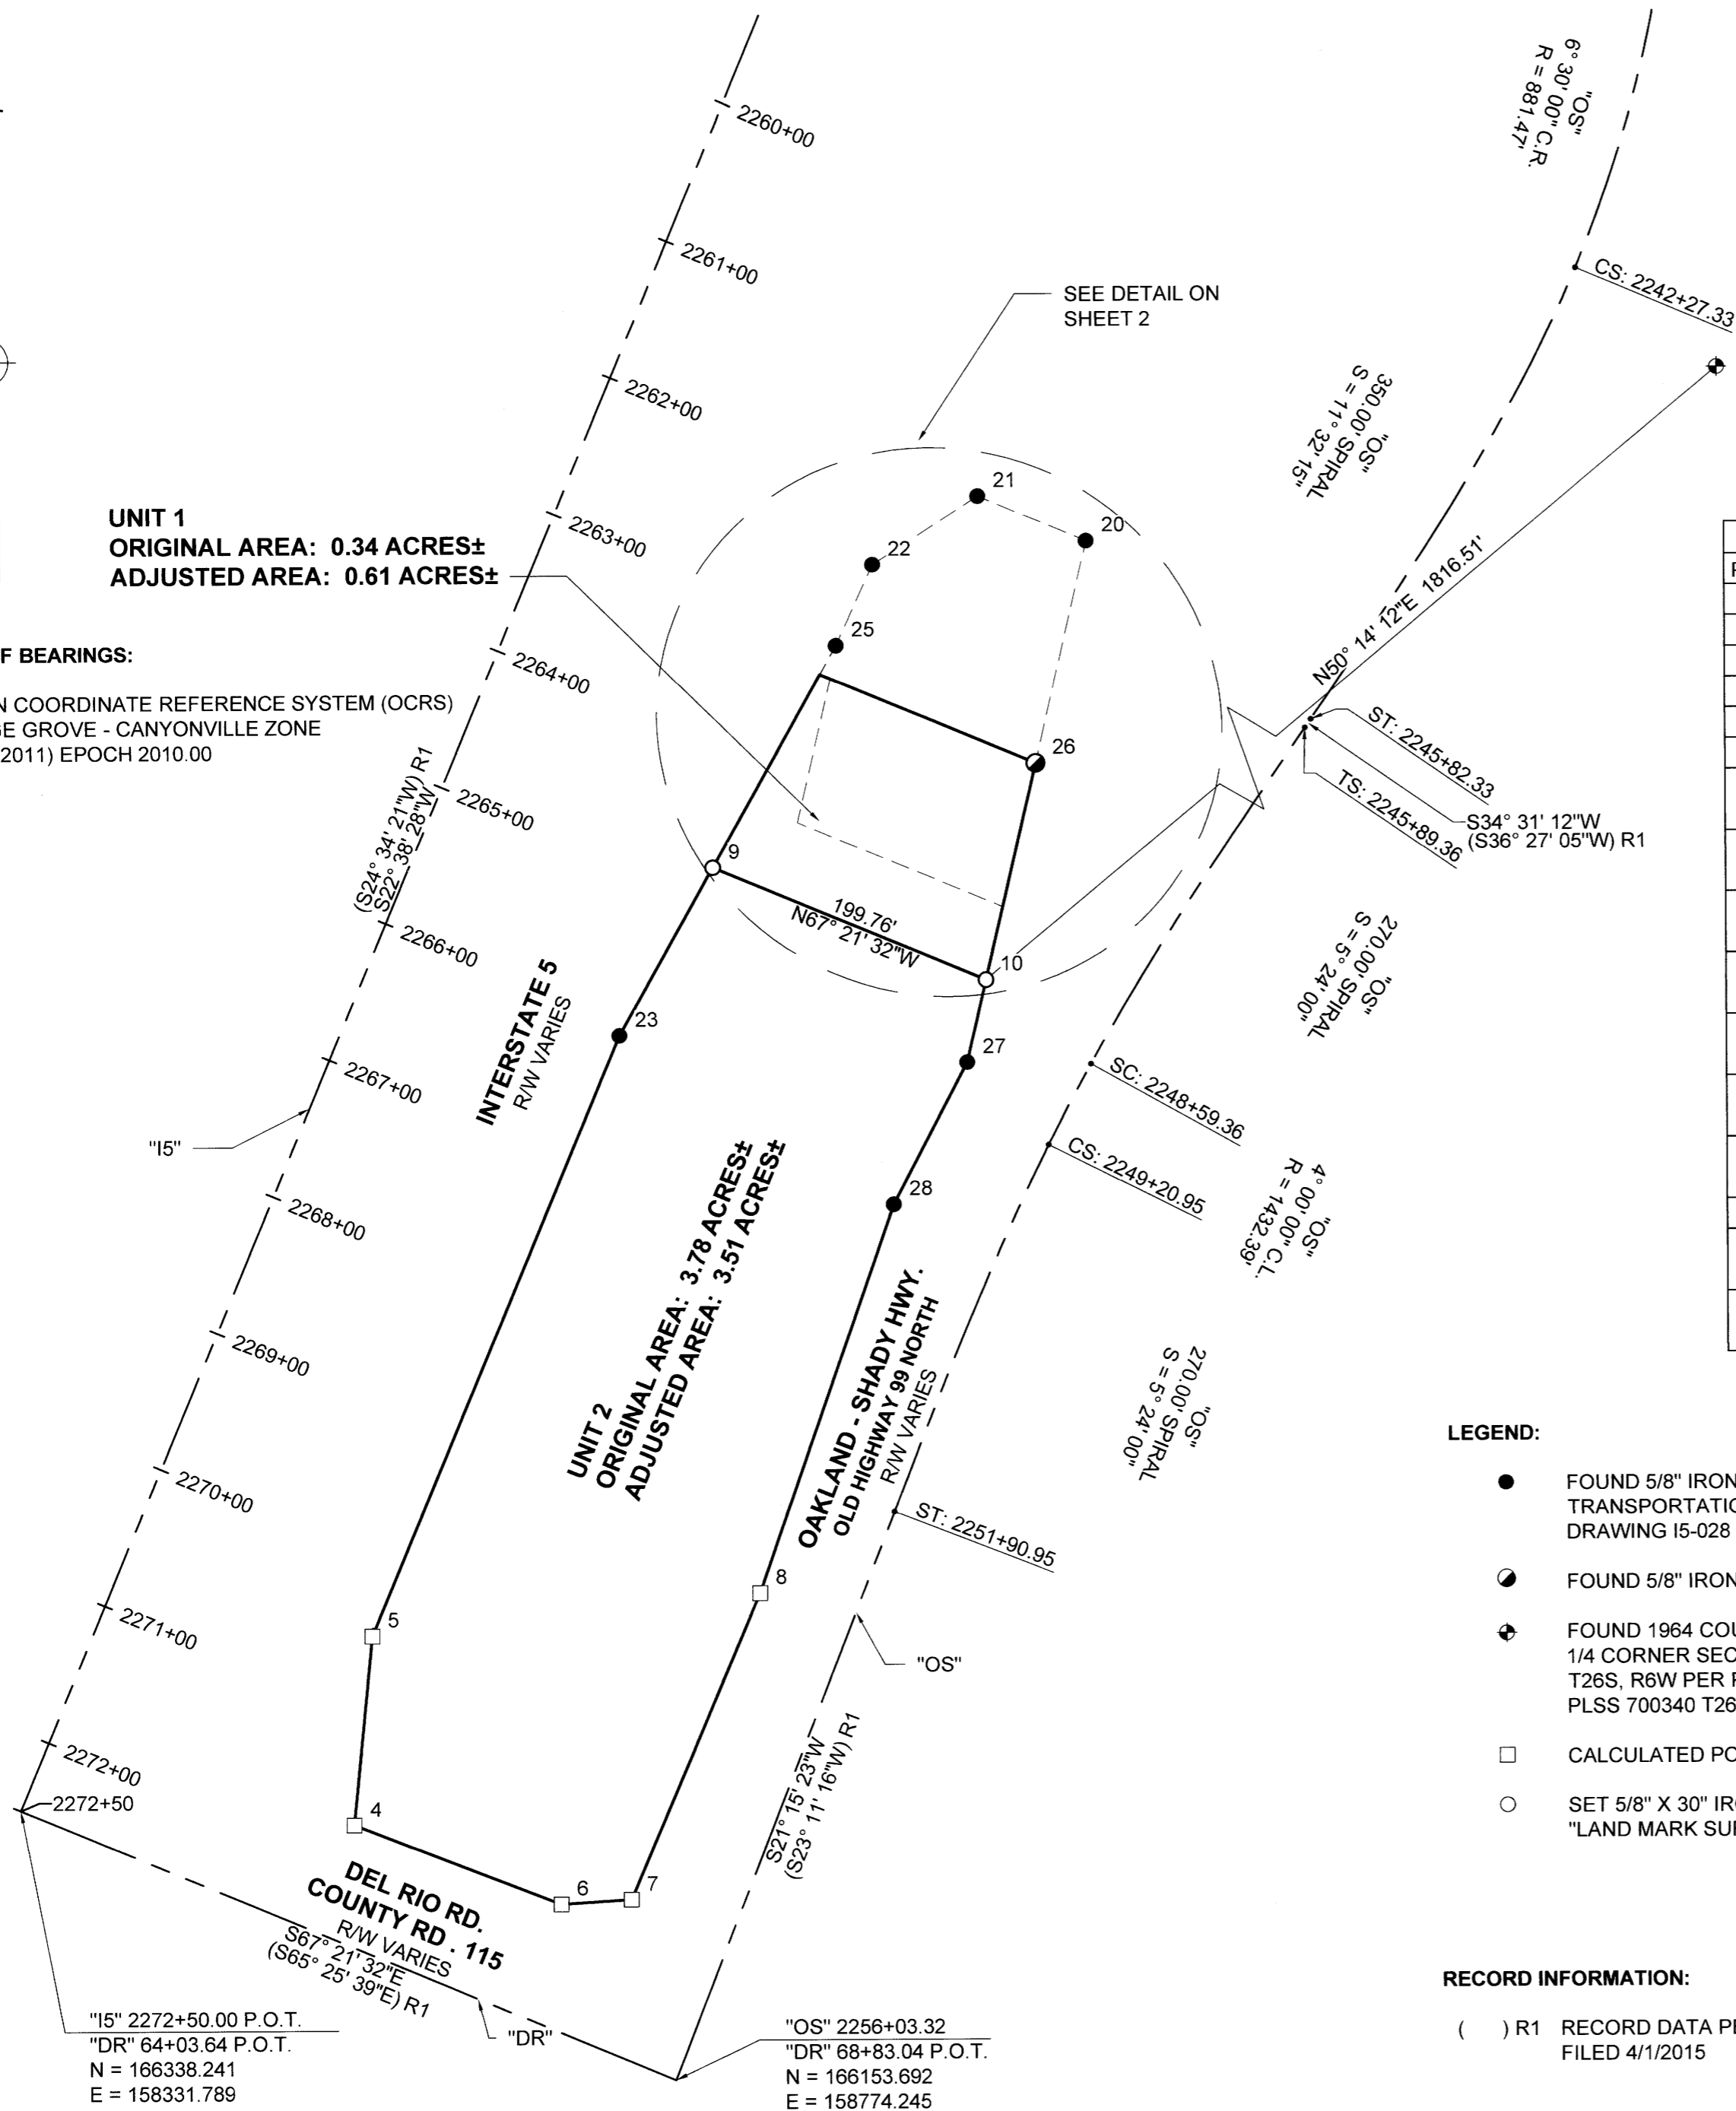 2260+00
2261+00
2262+00
2263+00
2264+00
2265+00
2266+00
2267+00
2268+00
2269+00
2270+00
2271+00
2272+00
2272+50
"OS"
6° 30' 00" C.R.
R = 881.47'
CS: 2242+27.33
SEE DETAIL ON
SHEET 2
"OS"
350.00' SPIRAL
S = 11° 32' 15"
UNIT 1
ORIGINAL AREA: 0.34 ACRES±
ADJUSTED AREA: 0.61 ACRES±
21
20
22
25
26
9
10
23
27
28
8
5
4
6
7
F BEARINGS:
N COORDINATE REFERENCE SYSTEM (OCRS)
GE GROVE - CANYONVILLE ZONE
2011) EPOCH 2010.00
(S24° 34' 21"W) R1
S22° 38' 28"W
N50° 14' 12"E 1816.51'
ST: 2245+82.33
TS: 2245+89.36
S34° 31' 12"W
(S36° 27' 05"W) R1
199.76'
N67° 21' 32"W
"OS"
270.00' SPIRAL
S = 5° 24' 00"
INTERSTATE 5
R/W VARIES
"I5"
SC: 2248+59.36
CS: 2249+20.95
"OS"
4° 00' 00" C.L.
R = 1432.39'
UNIT 2
ORIGINAL AREA: 3.78 ACRES±
ADJUSTED AREA: 3.51 ACRES±
OAKLAND - SHADY HWY.
OLD HIGHWAY 99 NORTH
R/W VARIES
"OS"
270.00' SPIRAL
S = 5° 24' 00"
ST: 2251+90.95
"OS"
S21° 15' 23"W
(S23° 11' 16"W) R1
DEL RIO RD.
COUNTY RD . 115
R/W VARIES
S67° 21' 32"E
(S65° 25' 39"E) R1
"DR"
"I5" 2272+50.00 P.O.T.
"DR" 64+03.64 P.O.T.
N = 166338.241
E = 158331.789
"OS" 2256+03.32
"DR" 68+83.04 P.O.T.
N = 166153.692
E = 158774.245
LEGEND:
FOUND 5/8" IRON
TRANSPORTATIO
DRAWING I5-028
FOUND 5/8" IRON
FOUND 1964 COU
1/4 CORNER SEC
T26S, R6W PER
PLSS 700340 T26
CALCULATED PO
SET 5/8" X 30" IR
"LAND MARK SU
RECORD INFORMATION:
( ) R1 RECORD DATA PE
FILED 4/1/2015